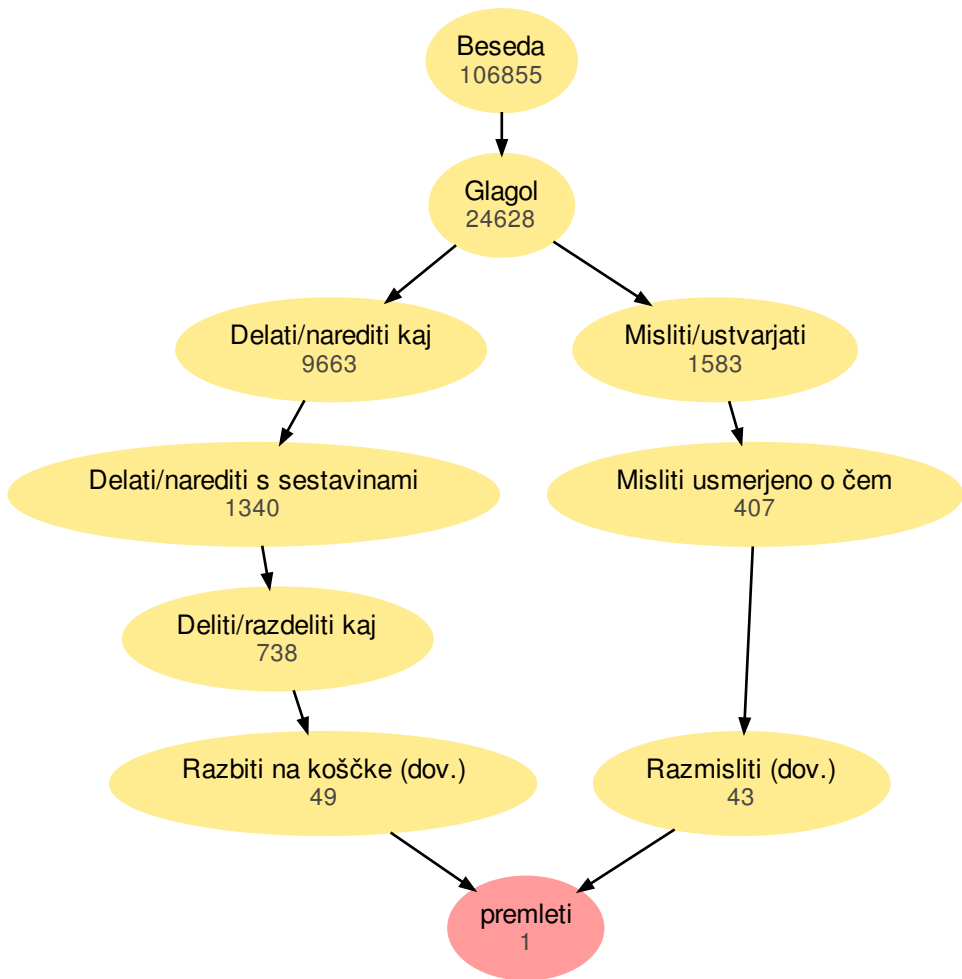 Beseda
106855
Glagol
24628
Delati/narediti kaj
9663
Misliti/ustvarjati
1583
Delati/narediti s sestavinami
1340
Misliti usmerjeno o čem
407
Deliti/razdeliti kaj
738
Razbiti na koščke (dov.)
49
Razmisliti (dov.)
43
premleti
1